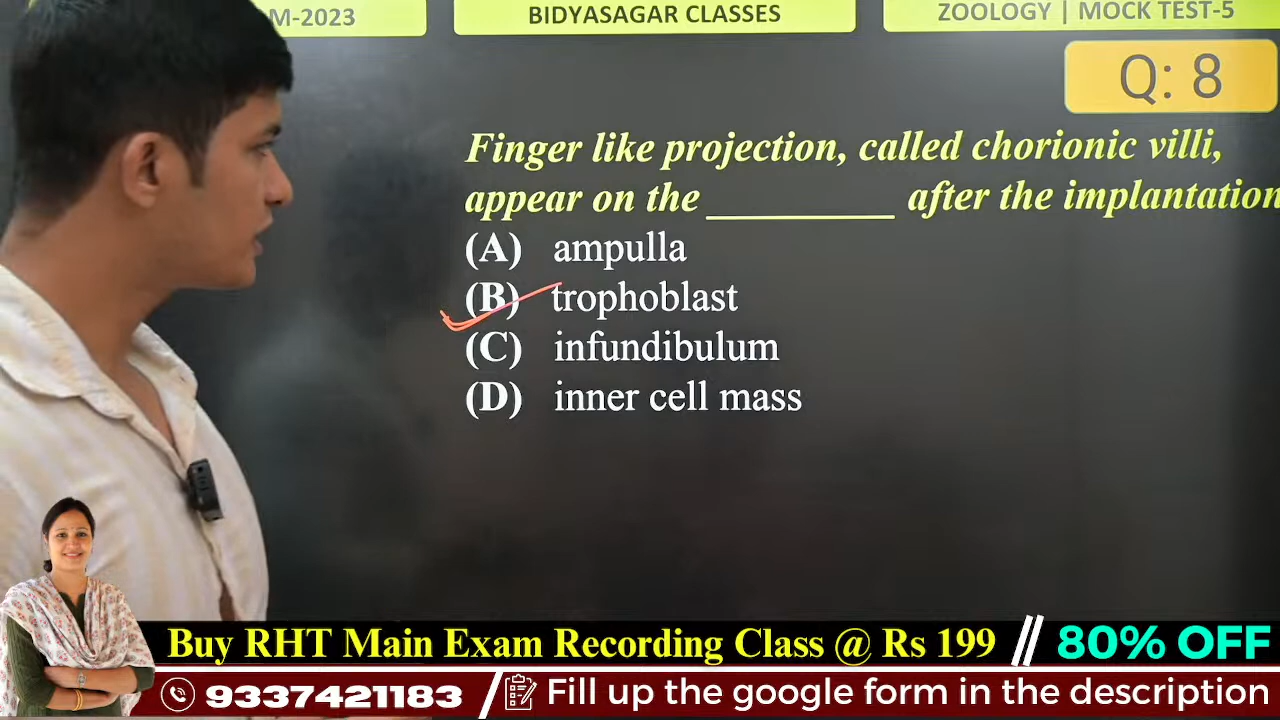 M-2023
BIDYASAGAR CLASSES
ZOOLOGY | MOCK TEST-5
Q: 8
Finger like projection, called chorionic villi,
appear on the __________ after the implantation
(A) ampulla
(B) trophoblast
(C) infundibulum
(D) inner cell mass
Buy RHT Main Exam Recording Class @ Rs 199 // 80% OFF
9337421183 / Fill up the google form in the description